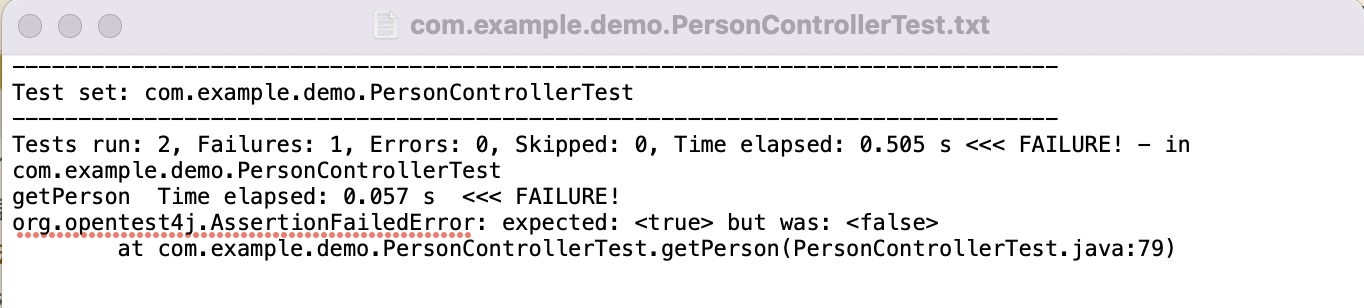 com.example.demo.PersonControllerTest.txt
-------------------------------------------------------------------------------
Test set: com.example.demo.PersonControllerTest
-------------------------------------------------------------------------------
Tests run: 2, Failures: 1, Errors: 0, Skipped: 0, Time elapsed: 0.505 s <<< FAILURE! - in
com.example.demo.PersonControllerTest
getPerson  Time elapsed: 0.057 s  <<< FAILURE!
org.opentest4j.AssertionFailedError: expected: <true> but was: <false>
        at com.example.demo.PersonControllerTest.getPerson(PersonControllerTest.java:79)